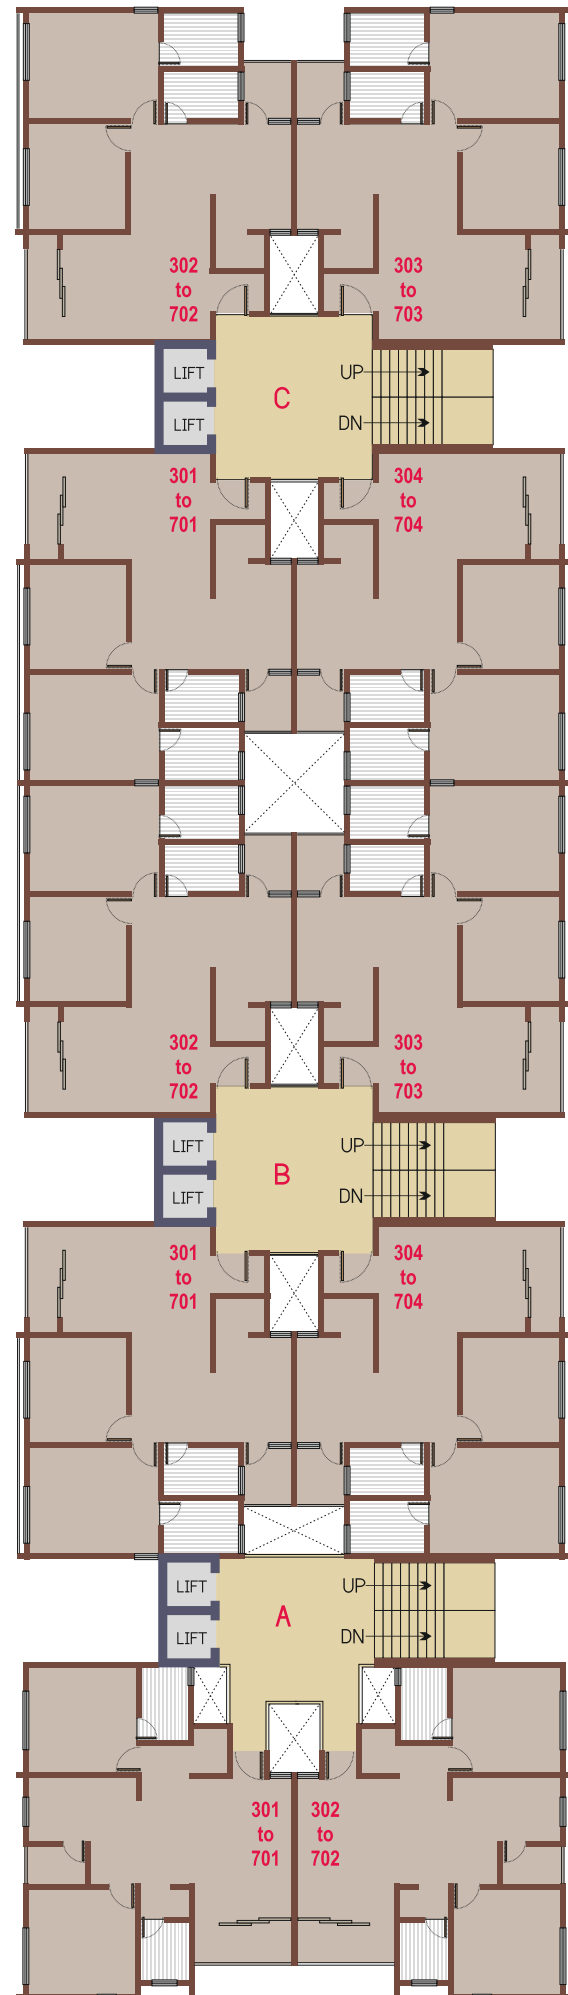 302
to
702
303
to
703
LIFT
UP
C
LIFT
DN
301
to
701
304
to
704
302
to
702
303
to
703
LIFT
UP
B
LIFT
DN
301
to
701
304
to
704
LIFT
UP
A
LIFT
DN
301
to
701
302
to
702